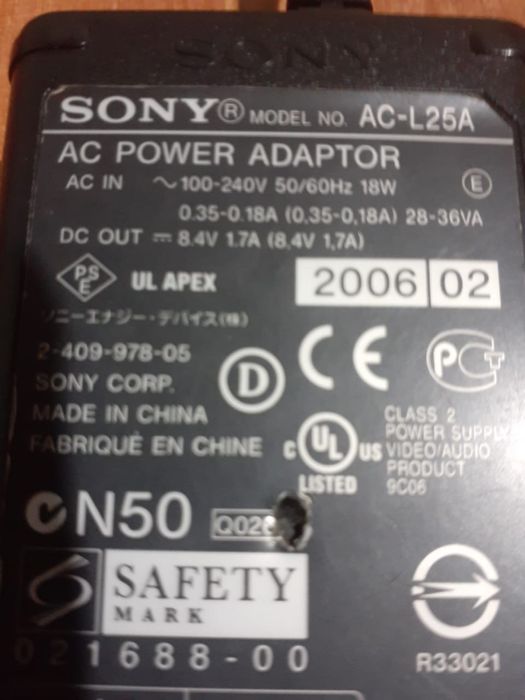 SONY
SONY® MODEL NO. AC-L25A
AC POWER ADAPTOR
AC IN ～100-240V 50/60Hz 18W E
0.35-0.18A (0,35-0,18A) 28-36VA
DC OUT ⎓ 8.4V 1.7A (8,4V 1,7A)
PS E UL APEX 2006 02
ソニーエナジー・デバイス(株)
2-409-978-05 D CE PCT
SONY CORP.
MADE IN CHINA
FABRIQUÉ EN CHINE
C UL US
LISTED
CLASS 2
POWER SUPPLY
VIDEO/AUDIO
PRODUCT
9C06
N50
S SAFETY
MARK
021688-00
R33021